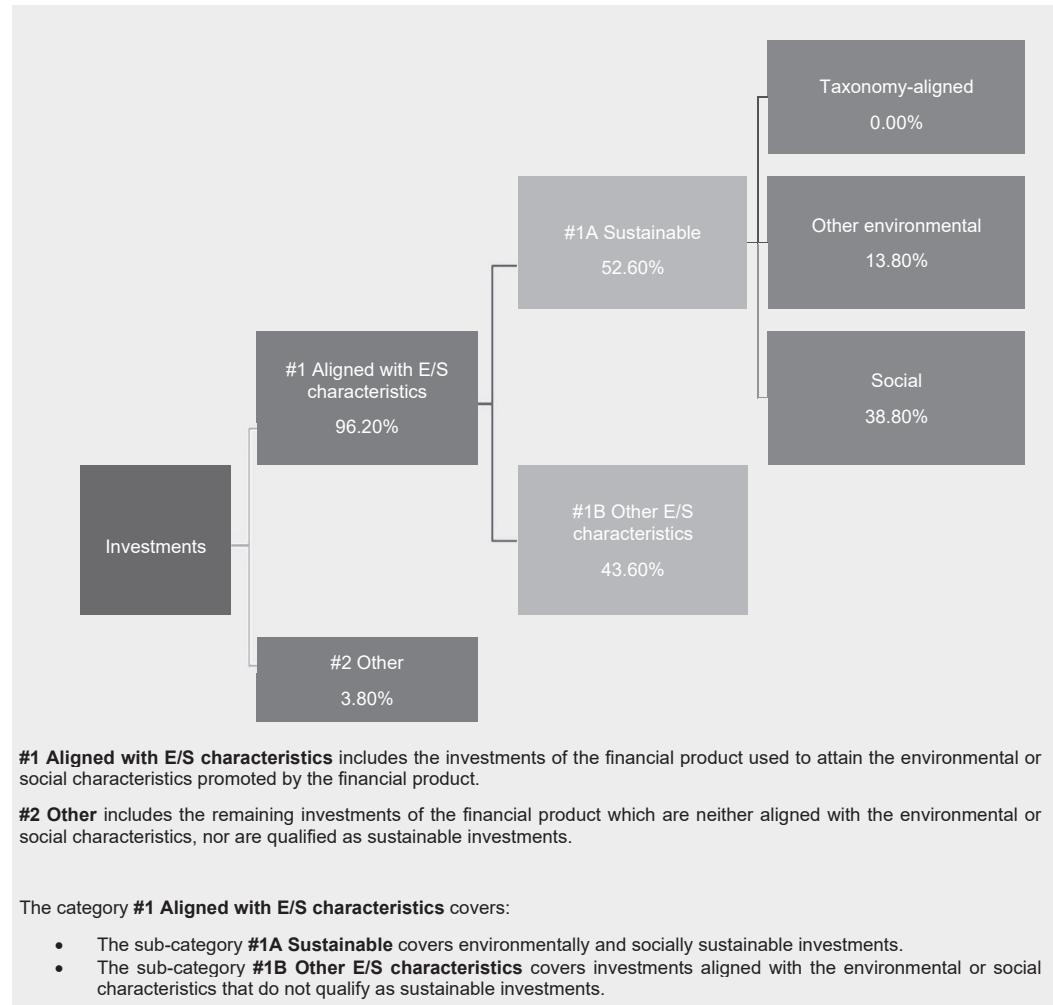 Taxonomy-aligned
0.00%
#1A Sustainable
52.60%
Other environmental
13.80%
#1 Aligned with E/S
characteristics
96.20%
Social
38.80%
Investments
#1B Other E/S
characteristics
43.60%
#2 Other
3.80%
#1 Aligned with E/S characteristics includes the investments of the financial product used to attain the environmental or
social characteristics promoted by the financial product.
#2 Other includes the remaining investments of the financial product which are neither aligned with the environmental or
social characteristics, nor are qualified as sustainable investments.
The category #1 Aligned with E/S characteristics covers:
• The sub-category #1A Sustainable covers environmentally and socially sustainable investments.
• The sub-category #1B Other E/S characteristics covers investments aligned with the environmental or social
characteristics that do not qualify as sustainable investments.